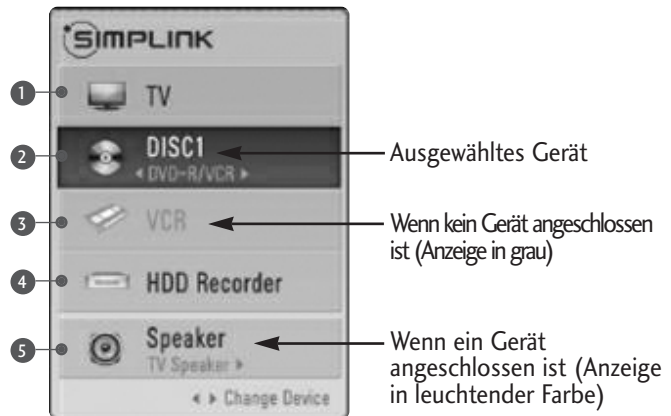 SIMPLINK
1 TV
2 DISC1
◂ DVD-R/VCR ▸
Ausgewähltes Gerät
3 VCR
Wenn kein Gerät angeschlossen
ist (Anzeige in grau)
4 HDD Recorder
5 Speaker
TV Speaker ▸
Wenn ein Gerät
angeschlossen ist (Anzeige
in leuchtender Farbe)
◂ ▸ Change Device